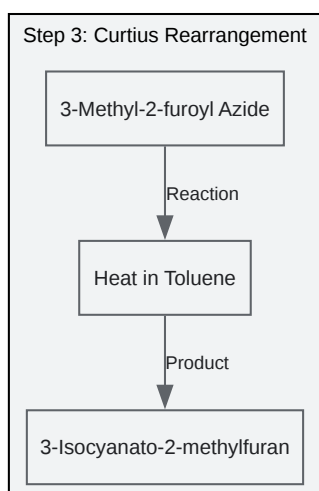 Step 3: Curtius Rearrangement
3-Methyl-2-furoyl Azide
Reaction
Heat in Toluene
Product
3-Isocyanato-2-methylfuran